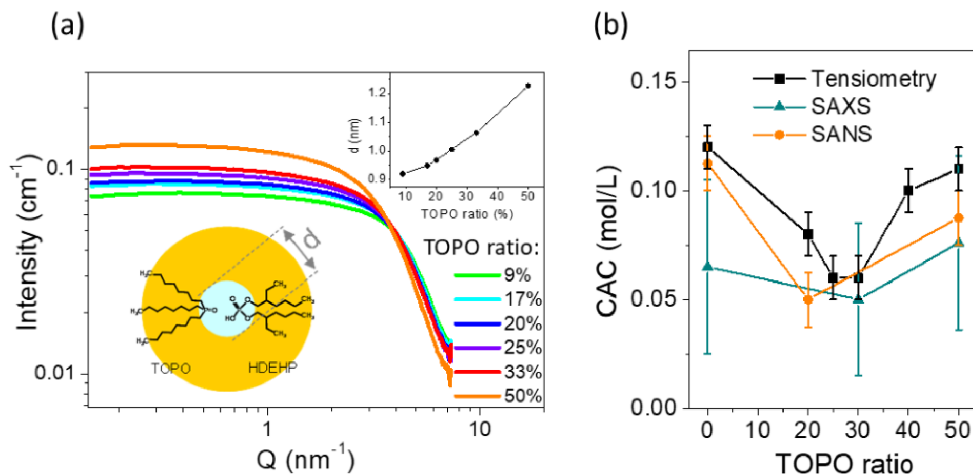 (a)
Intensity (cm⁻¹)
0.1
0.01
1
10
Q (nm⁻¹)
d (nm)
1.2
1.1
1.0
0.9
10 20 30 40 50
TOPO ratio (%)
TOPO ratio:
9%
17%
20%
25%
33%
50%
d
TOPO
HDEHP
(b)
CAC (mol/L)
0.15
0.10
0.05
0.00
0 10 20 30 40 50
TOPO ratio
Tensiometry
SAXS
SANS